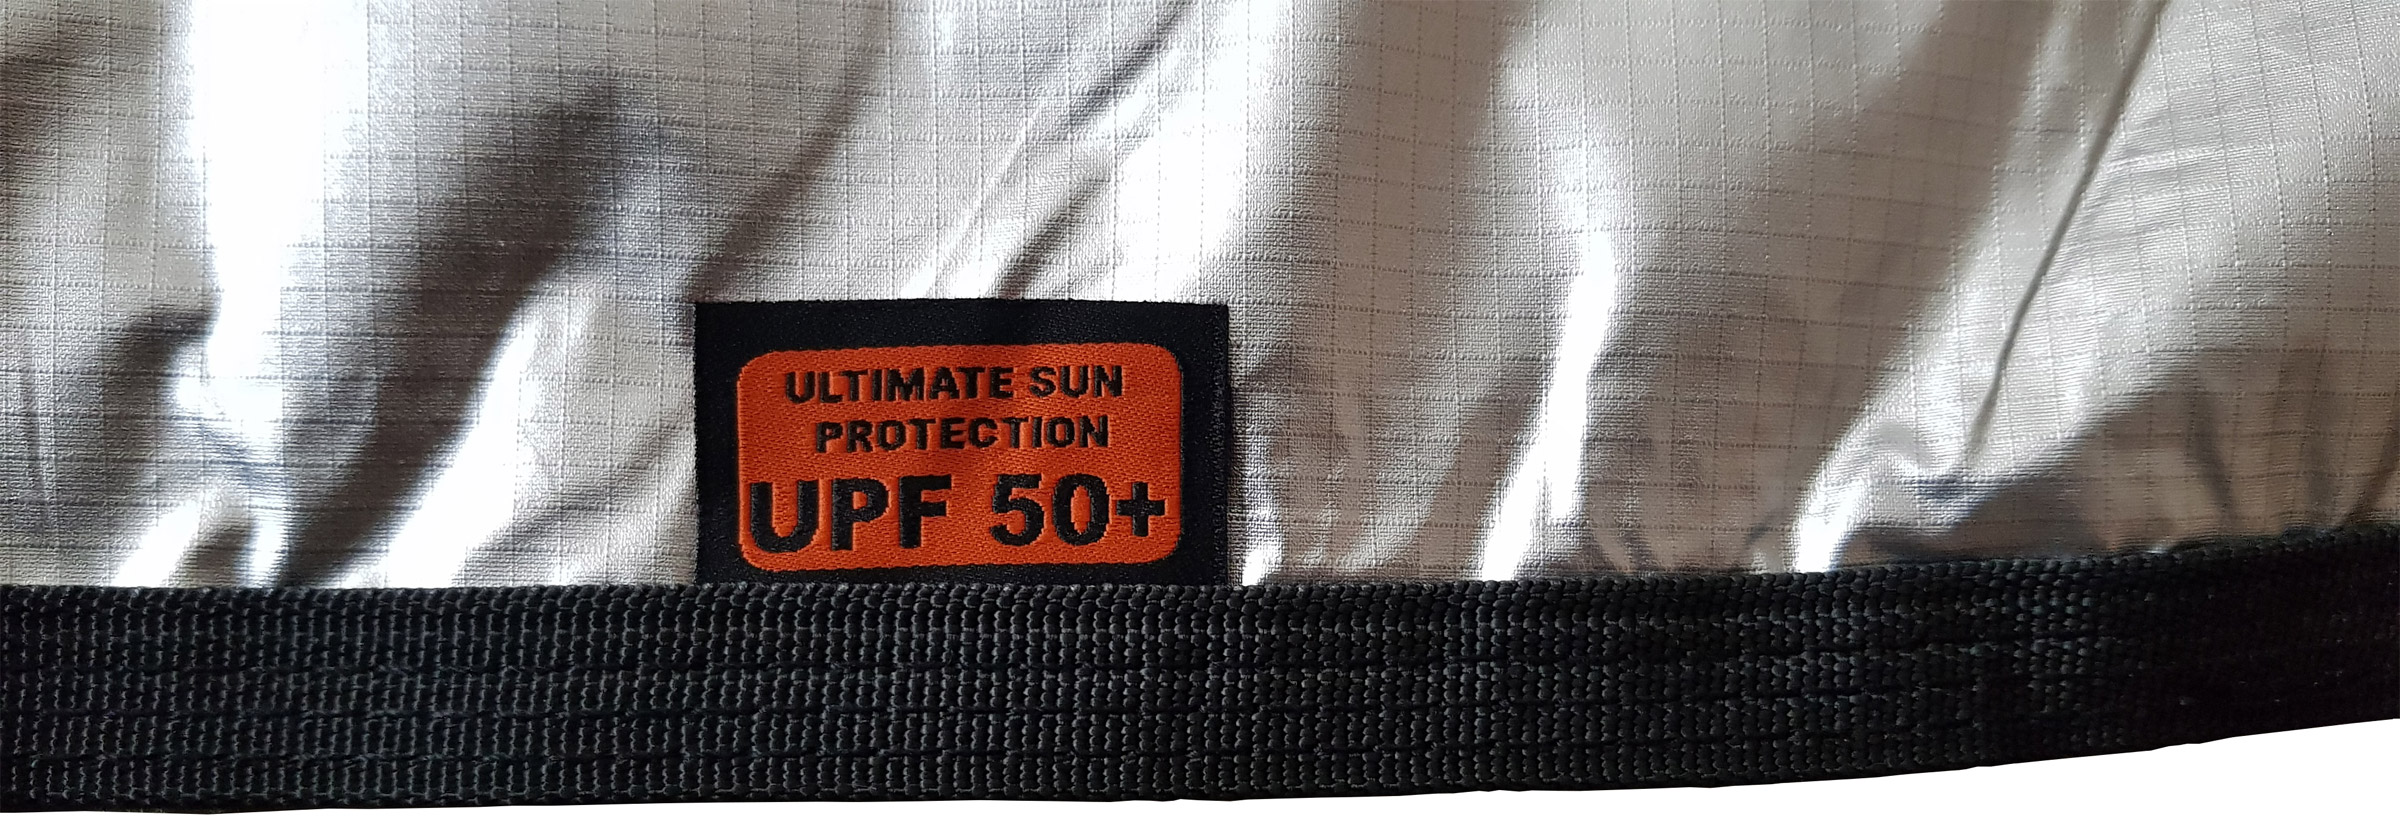 ULTIMATE SUN
PROTECTION
UPF 50+